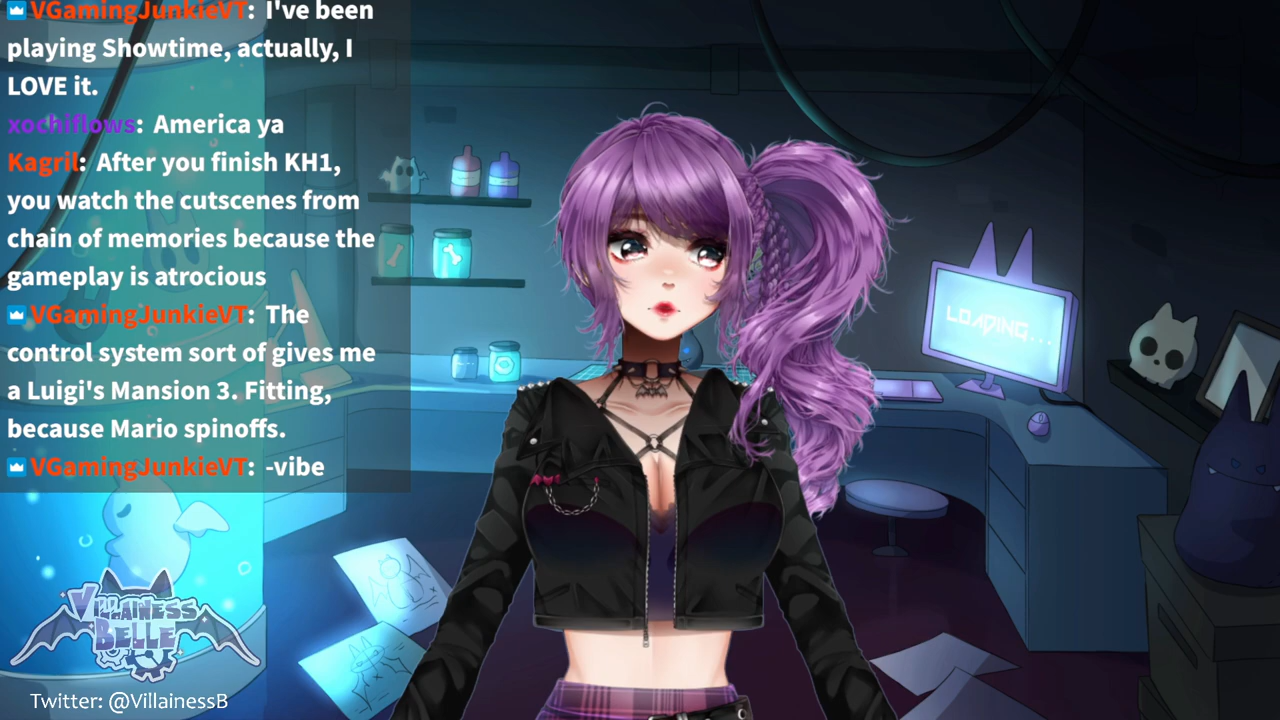 VGamingJunkieVT: I've been
playing Showtime, actually, I
LOVE it.
xochiflows: America ya
Kagril: After you finish KH1,
you watch the cutscenes from
chain of memories because the
gameplay is atrocious
VGamingJunkieVT: The
control system sort of gives me
a Luigi's Mansion 3. Fitting,
because Mario spinoffs.
VGamingJunkieVT: -vibe
LOADING...
VILLAINESS
BELLE
Twitter: @VillainessB